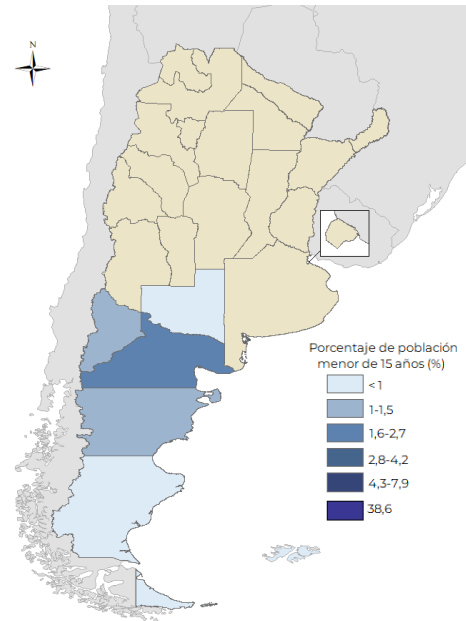 N
Porcentaje de población
menor de 15 años (%)
<1
1-1,5
1,6-2,7
2,8-4,2
4,3-7,9
38,6